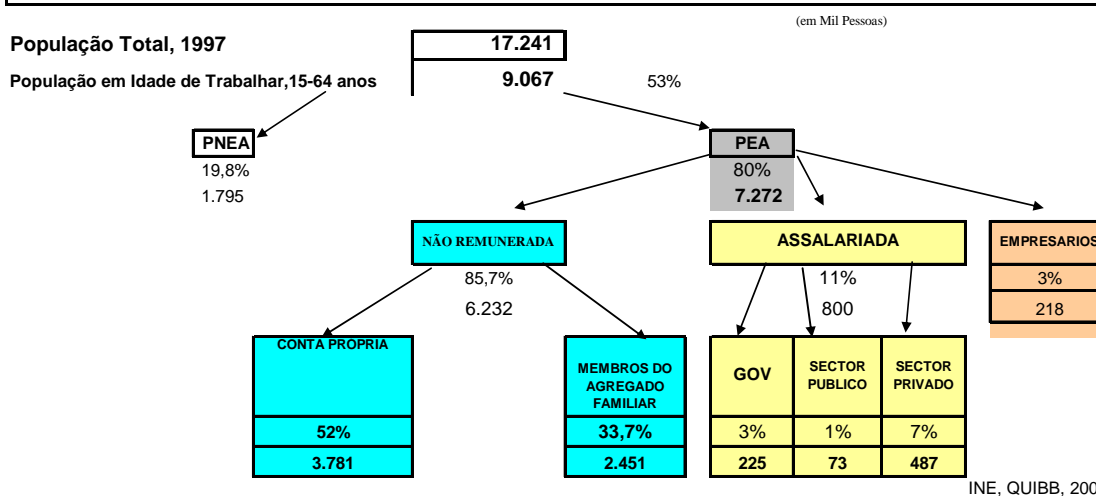 (em Mil Pessoas)
População Total, 1997 17.241
População em Idade de Trabalhar,15-64 anos 9.067 53%
PNEA PEA
19,8% 80%
1.795 7.272
NÃO REMUNERADA ASSALARIADA EMPRESARIOS
85,7% 11% 3%
6.232 800 218
CONTA PROPRIA
MEMBROS DO
AGREGADO
FAMILIAR
GOV
SECTOR
PUBLICO
SECTOR
PRIVADO
52% 33,7% 3% 1% 7%
3.781 2.451 225 73 487
INE, QUIBB, 200